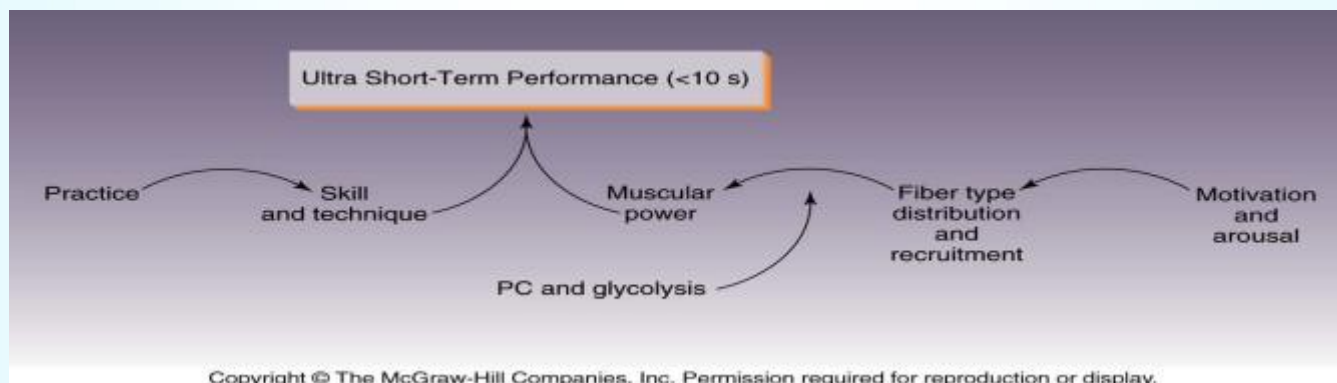 Ultra Short-Term Performance (<10 s)
Practice
Skill
and technique
Muscular
power
Fiber type
distribution
and
recruitment
Motivation
and
arousal
PC and glycolysis
Copyright © The McGraw-Hill Companies, Inc. Permission required for reproduction or display.